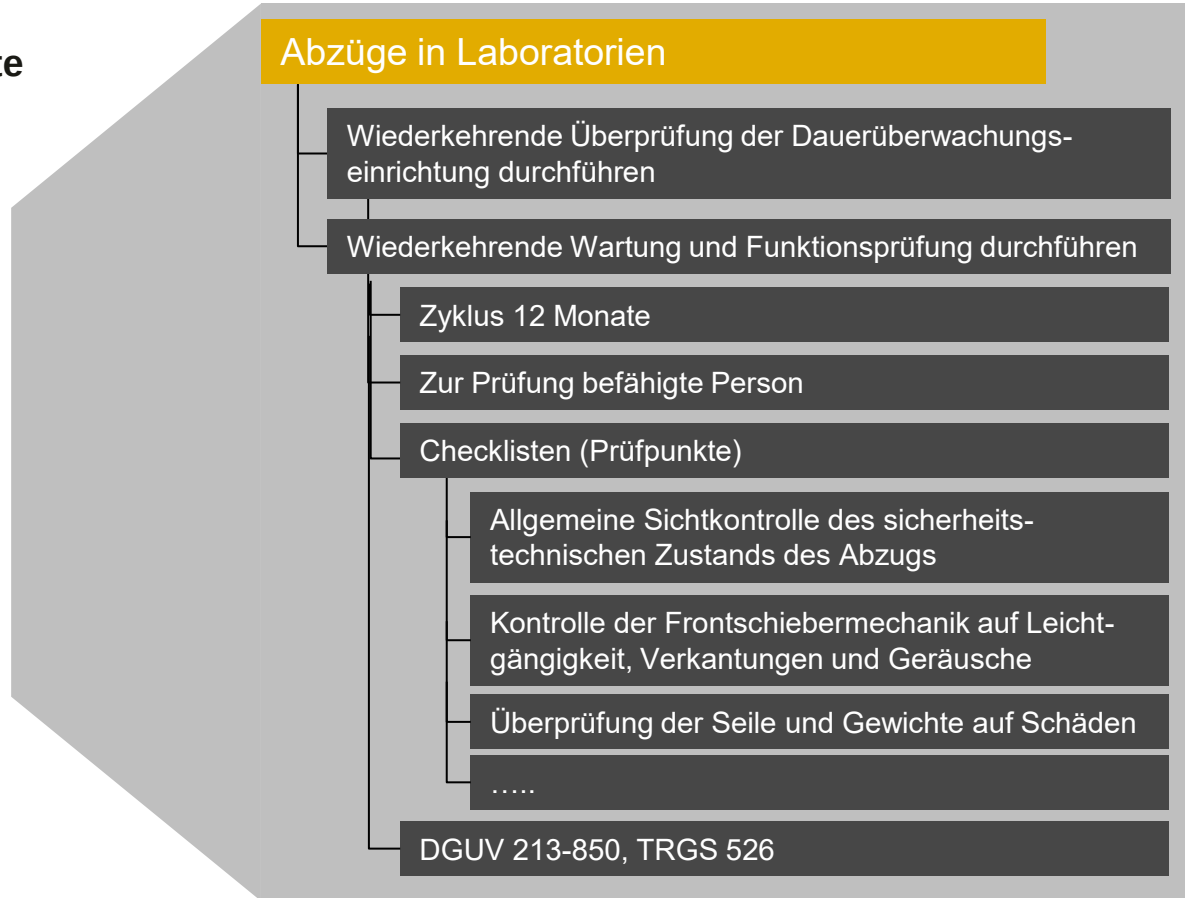 te
Abzüge in Laboratorien
Wiederkehrende Überprüfung der Dauerüberwachungs-
einrichtung durchführen
Wiederkehrende Wartung und Funktionsprüfung durchführen
Zyklus 12 Monate
Zur Prüfung befähigte Person
Checklisten (Prüfpunkte)
Allgemeine Sichtkontrolle des sicherheits-
technischen Zustands des Abzugs
Kontrolle der Frontschiebermechanik auf Leicht-
gängigkeit, Verkantungen und Geräusche
Überprüfung der Seile und Gewichte auf Schäden
…..
DGUV 213-850, TRGS 526